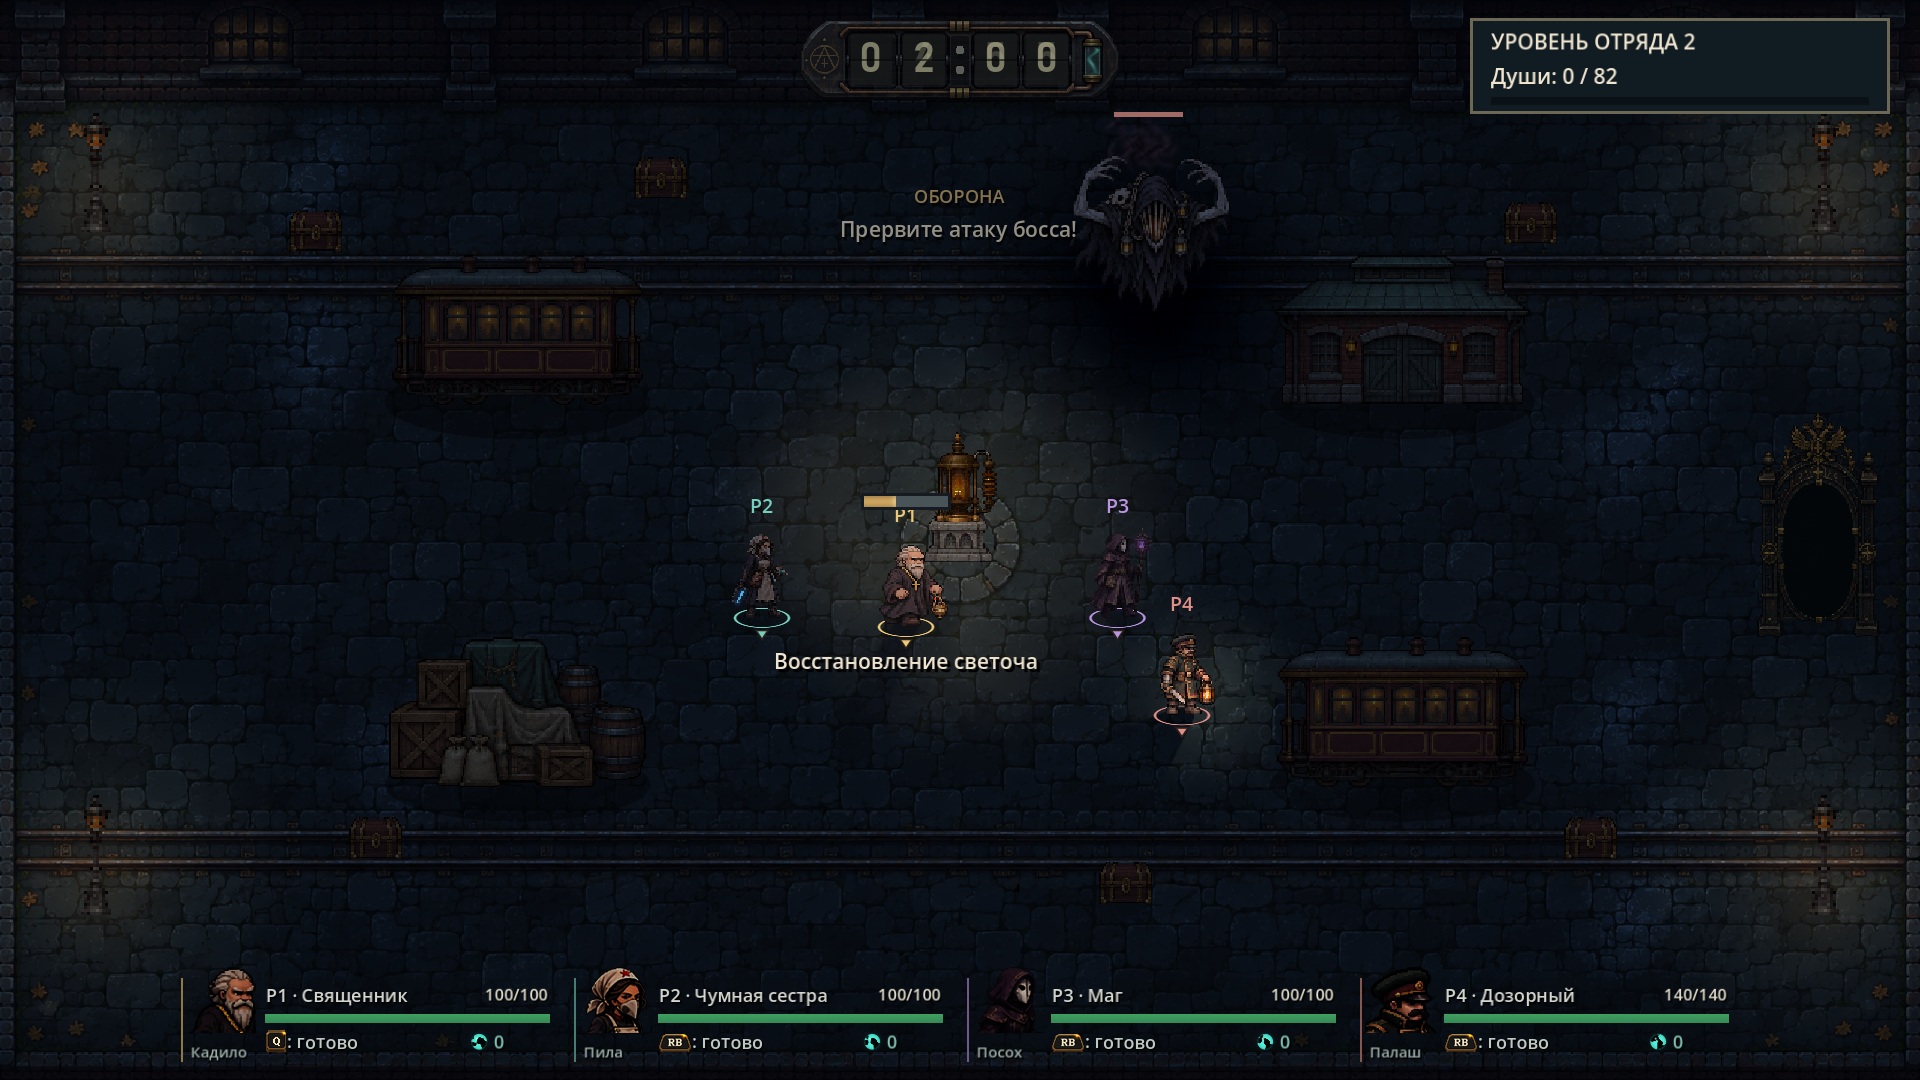 02:00
УРОВЕНЬ ОТРЯДА 2
Души: 0 / 82
ОБОРОНА
Прервите атаку босса!
P2
P1
P3
P4
Восстановление светоча
P1 · Священник 100/100
Q : готово 0
Кадило
P2 · Чумная сестра 100/100
RB : готово 0
Пила
P3 · Маг 100/100
RB : готово 0
Посох
P4 · Дозорный 140/140
RB : готово 0
Палаш